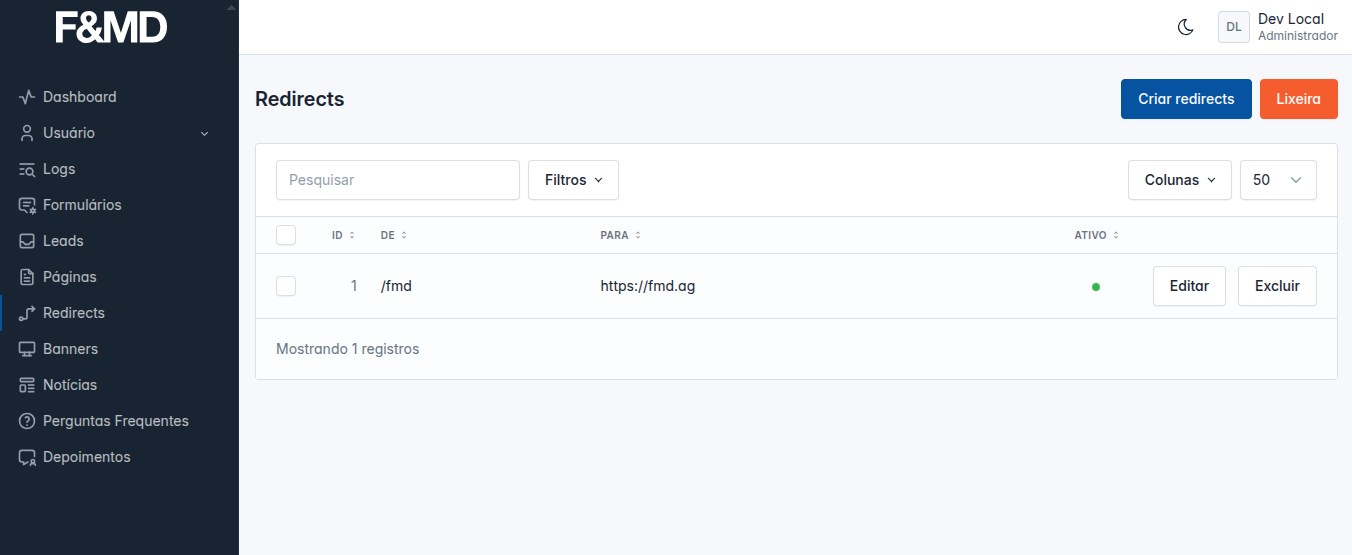 F&MD
DL
Dev Local
Administrador
Dashboard
Usuário
Logs
Formulários
Leads
Páginas
Redirects
Banners
Notícias
Perguntas Frequentes
Depoimentos
Redirects
Criar redirects
Lixeira
Pesquisar
Filtros
Colunas
50
ID
DE
PARA
ATIVO
1
/fmd
https://fmd.ag
Editar
Excluir
Mostrando 1 registros